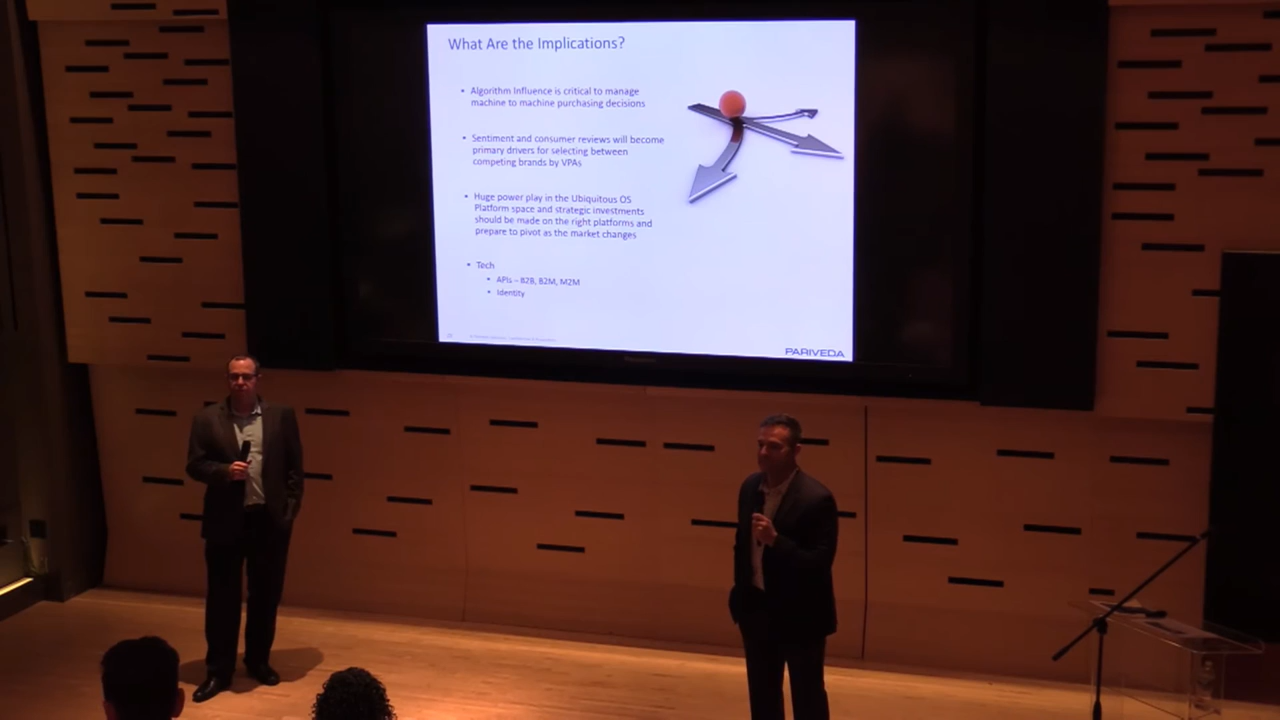 What Are the Implications?
• Algorithm Influence is critical to manage
machine to machine purchasing decisions
• Sentiment and consumer reviews will become
primary drivers for selecting between
competing brands by VPAs
• Huge power play in the Ubiquitous OS
Platform space and strategic investments
should be made on the right platforms and
prepare to pivot as the market changes
• Tech
• APIs – B2B, B2M, M2M
• Identity
PARIVEDA